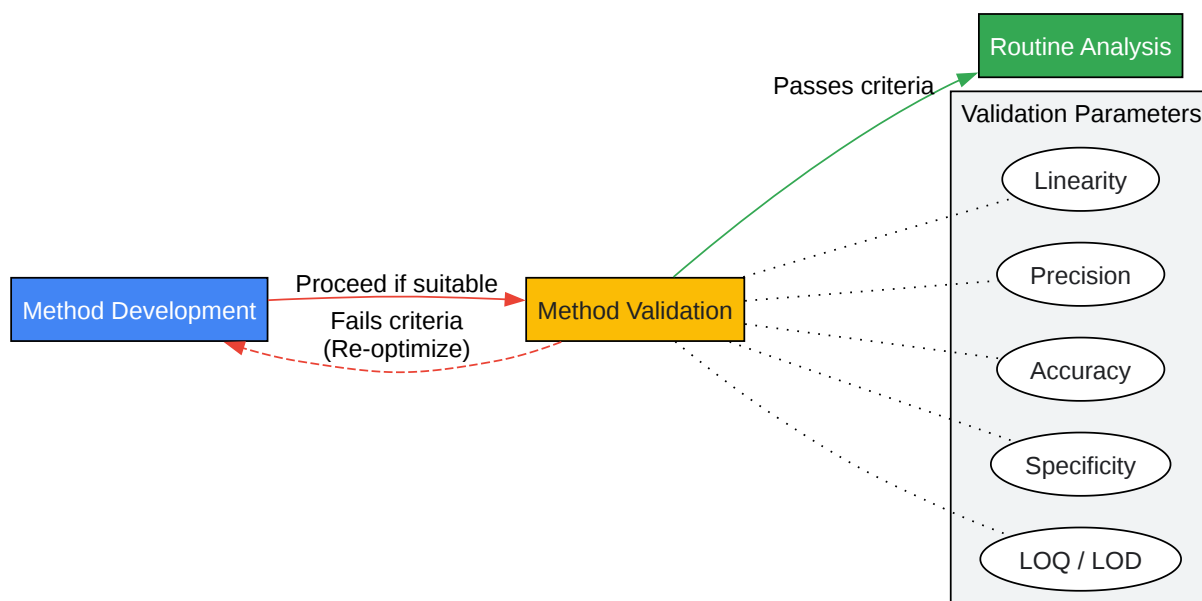 Routine Analysis
Passes criteria
Validation Parameters
Linearity
Precision
Accuracy
Specificity
LOQ / LOD
Method Development
Proceed if suitable
Fails criteria
(Re-optimize)
Method Validation